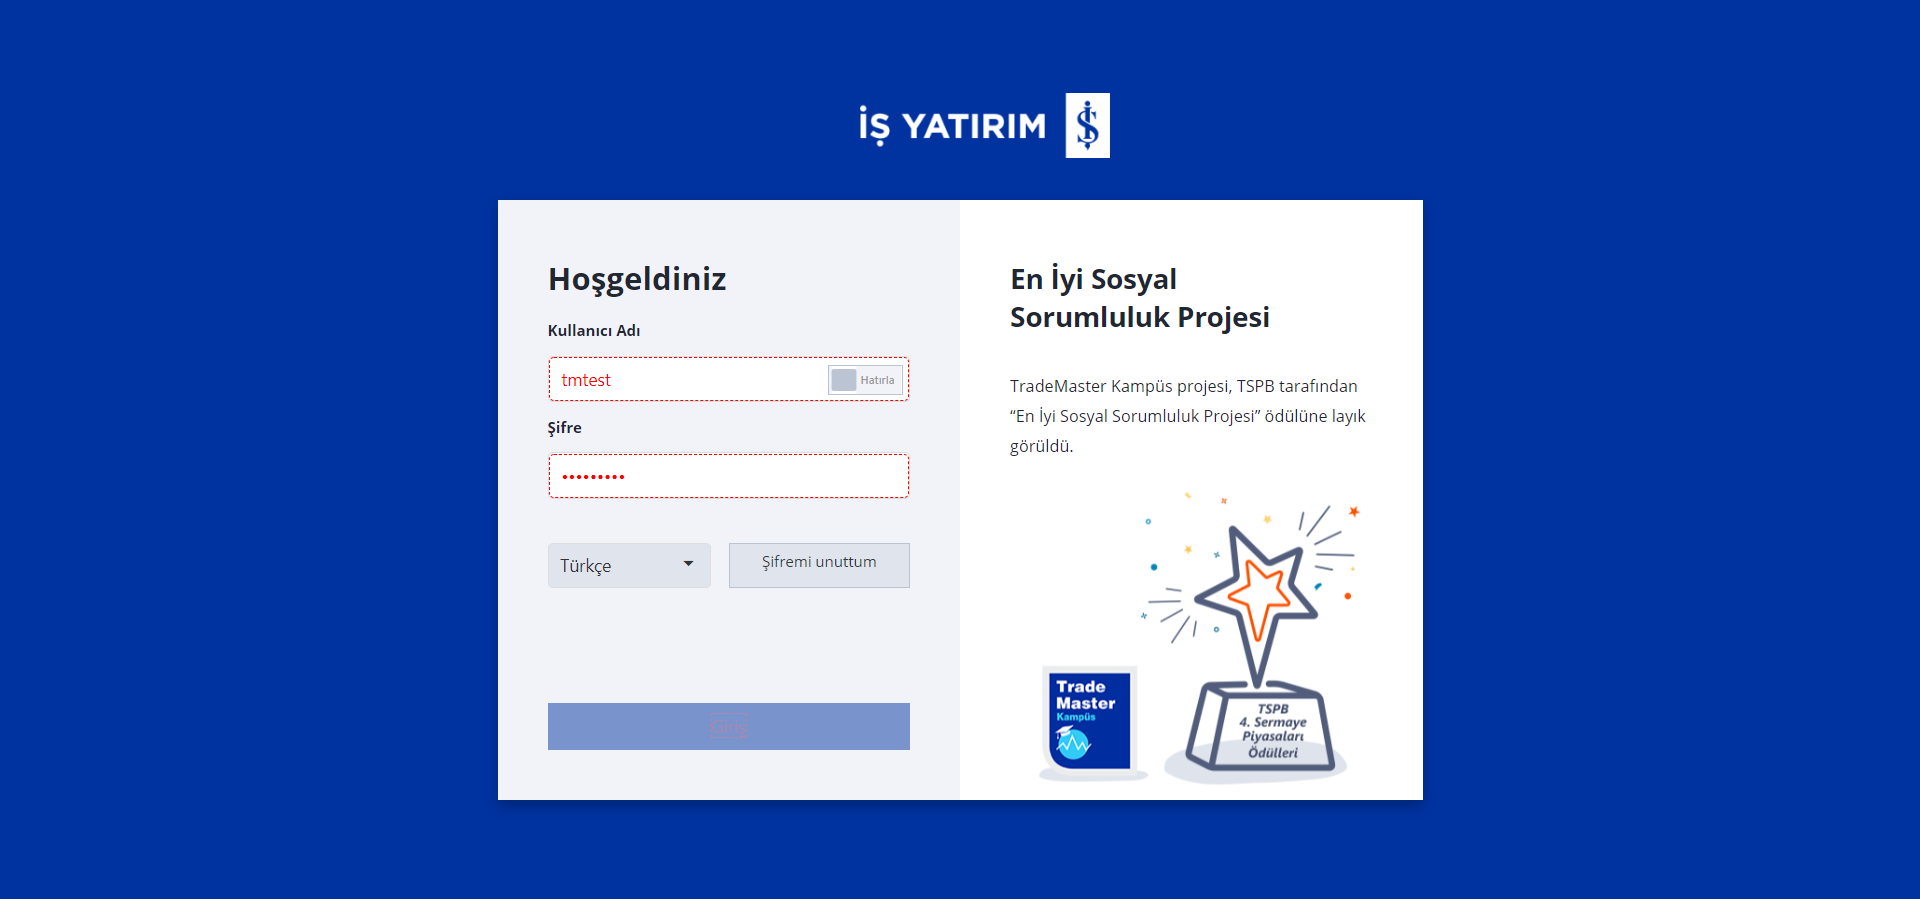 İŞ YATIRIM
Hoşgeldiniz
Kullanıcı Adı
tmtest
Hatırla
Şifre
•••••••••
Türkçe
Şifremi unuttum
Giriş
En İyi Sosyal
Sorumluluk Projesi
TradeMaster Kampüs projesi, TSPB tarafından
“En İyi Sosyal Sorumluluk Projesi” ödülüne layık
görüldü.
Trade
Master
Kampüs
TSPB
4. Sermaye
Piyasaları
Ödülleri